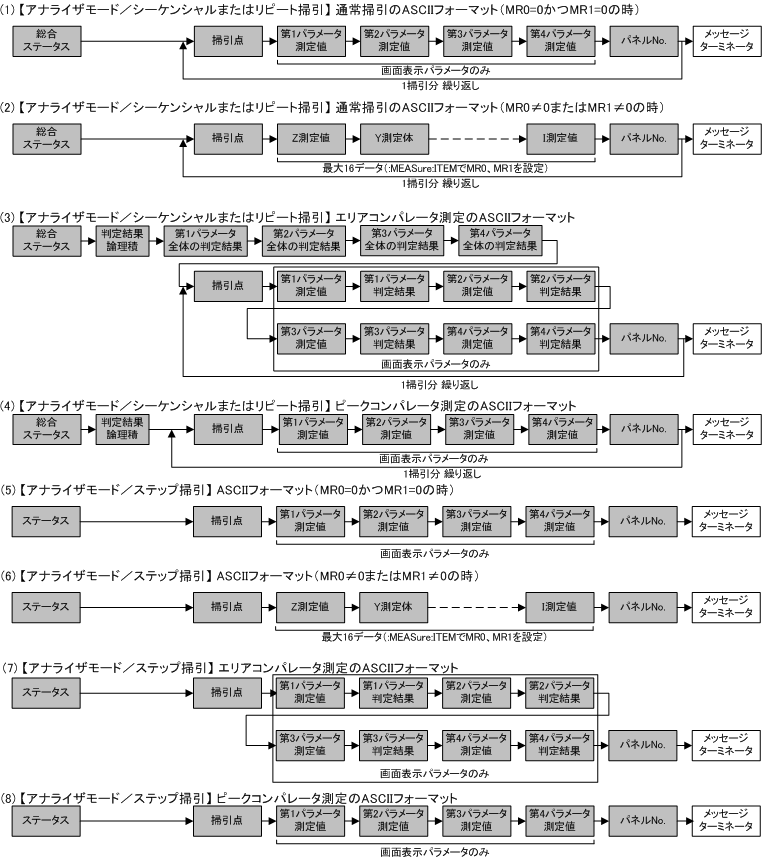 (1)【アナライザモード／シーケンシャルまたはリピート掃引】通常掃引のASCIIフォーマット(MR0=0かつMR1=0の時)
総合
ステータス
掃引点
第1パラメータ
測定値
第2パラメータ
測定値
第3パラメータ
測定値
第4パラメータ
測定値
パネルNo.
メッセージ
ターミネータ
画面表示パラメータのみ
1掃引分 繰り返し
(2)【アナライザモード／シーケンシャルまたはリピート掃引】通常掃引のASCIIフォーマット(MR0≠0またはMR1≠0の時)
総合
ステータス
掃引点
Z測定値
Y測定体
I測定値
パネルNo.
メッセージ
ターミネータ
最大16データ(:MEASure:ITEMでMR0、MR1を設定)
1掃引分 繰り返し
(3)【アナライザモード／シーケンシャルまたはリピート掃引】エリアコンパレータ測定のASCIIフォーマット
総合
ステータス
判定結果
論理積
第1パラメータ
全体の判定結果
第2パラメータ
全体の判定結果
第3パラメータ
全体の判定結果
第4パラメータ
全体の判定結果
掃引点
第1パラメータ
測定値
第1パラメータ
判定結果
第2パラメータ
測定値
第2パラメータ
判定結果
第3パラメータ
測定値
第3パラメータ
判定結果
第4パラメータ
測定値
第4パラメータ
判定結果
パネルNo.
メッセージ
ターミネータ
画面表示パラメータのみ
1掃引分 繰り返し
(4)【アナライザモード／シーケンシャルまたはリピート掃引】ピークコンパレータ測定のASCIIフォーマット
総合
ステータス
判定結果
論理積
掃引点
第1パラメータ
測定値
第2パラメータ
測定値
第3パラメータ
測定値
第4パラメータ
測定値
パネルNo.
メッセージ
ターミネータ
画面表示パラメータのみ
1掃引分 繰り返し
(5)【アナライザモード／ステップ掃引】ASCIIフォーマット(MR0=0かつMR1=0の時)
ステータス
掃引点
第1パラメータ
測定値
第2パラメータ
測定値
第3パラメータ
測定値
第4パラメータ
測定値
パネルNo.
メッセージ
ターミネータ
画面表示パラメータのみ
(6)【アナライザモード／ステップ掃引】ASCIIフォーマット(MR0≠0またはMR1≠0の時)
ステータス
掃引点
Z測定値
Y測定体
I測定値
パネルNo.
メッセージ
ターミネータ
最大16データ(:MEASure:ITEMでMR0、MR1を設定)
(7)【アナライザモード／ステップ掃引】エリアコンパレータ測定のASCIIフォーマット
ステータス
掃引点
第1パラメータ
測定値
第1パラメータ
判定結果
第2パラメータ
測定値
第2パラメータ
判定結果
第3パラメータ
測定値
第3パラメータ
判定結果
第4パラメータ
測定値
第4パラメータ
判定結果
パネルNo.
メッセージ
ターミネータ
画面表示パラメータのみ
(8)【アナライザモード／ステップ掃引】ピークコンパレータ測定のASCIIフォーマット
ステータス
掃引点
第1パラメータ
測定値
第2パラメータ
測定値
第3パラメータ
測定値
第4パラメータ
測定値
パネルNo.
メッセージ
ターミネータ
画面表示パラメータのみ